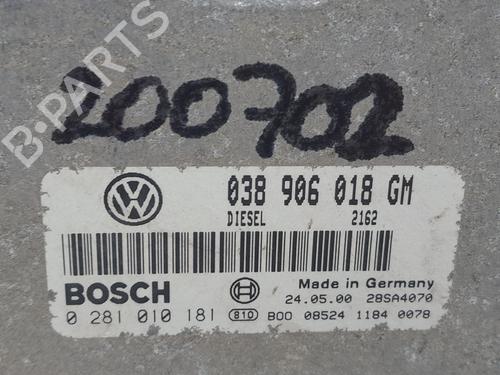 B-PARTS
200702
038 906 018 GM
DIESEL 2162
BOSCH
Made in Germany
24.05.00 28SA4070
0 281 010 181 810 B00 08524 1184 0078